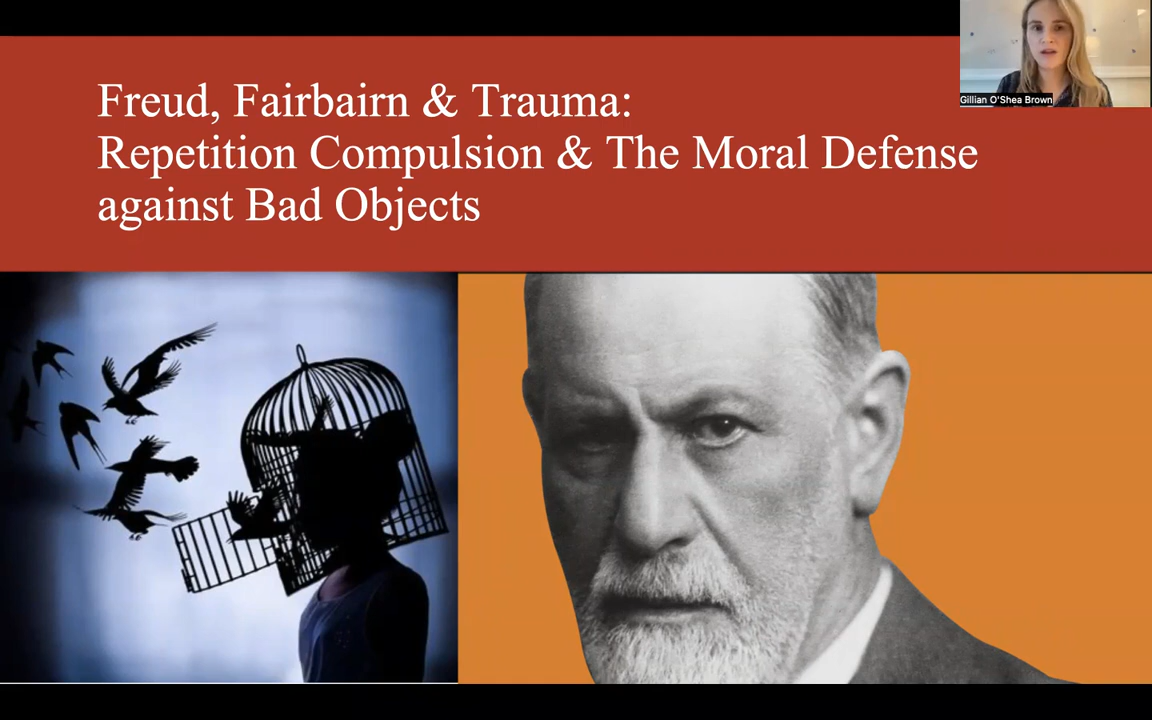 Freud, Fairbairn & Trauma:
Repetition Compulsion & The Moral Defense
against Bad Objects
Gillian O'Shea Brown